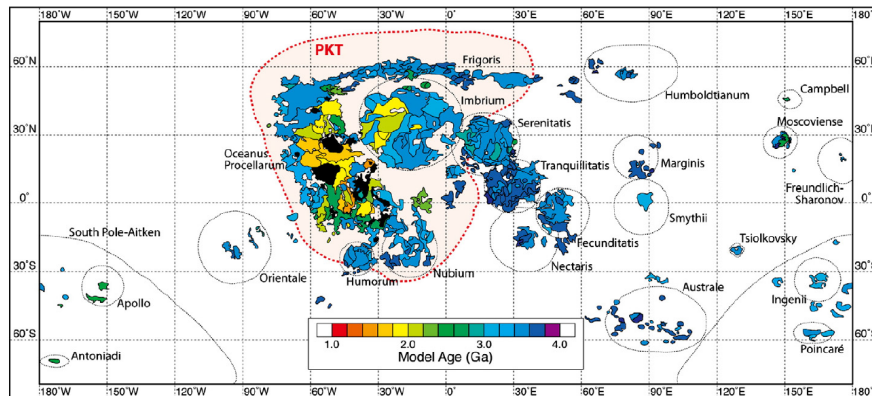 180°W 150°W 120°W 90°W 60°W 30°W 0° 30°E 60°E 90°E 120°E 150°E 180°E
60°N
30°N
0°
30°S
60°S
60°N
30°N
0°
30°S
60°S
PKT
Frigoris
Imbrium
Humboldtianum
Campbell
Moscoviense
Serenitatis
Oceanus
Procellarum
Tranquillitatis
Marginis
Freundlich-
Sharonov
Smythii
South Pole-Aitken
Fecunditatis
Tsiolkovsky
Orientale
Humorum
Nubium
Nectaris
Apollo
Australe
Ingenii
Antoniadi
Poincaré
1.0 2.0 3.0 4.0
Model Age (Ga)
180°W 150°W 120°W 90°W 60°W 30°W 0° 30°E 60°E 90°E 120°E 150°E 180°E